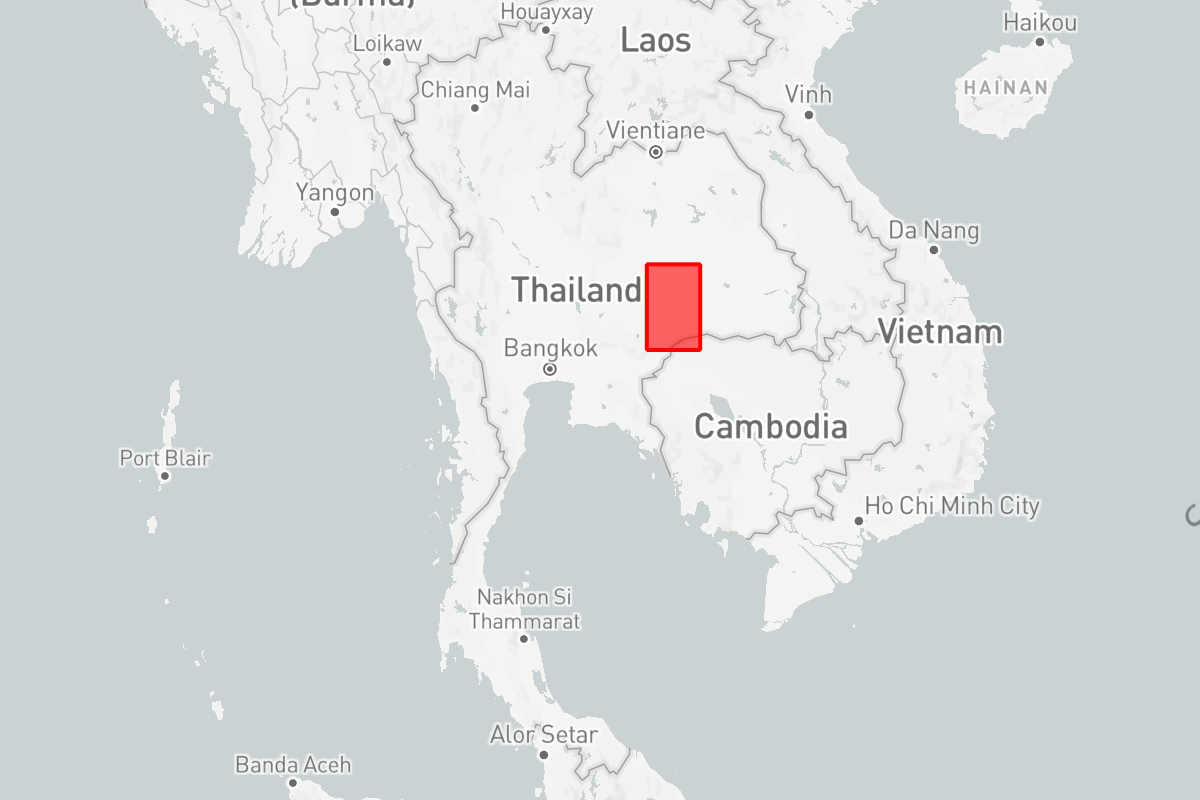 (Burma)
Houayxay
Laos
Haikou
Loikaw
HAINAN
Chiang Mai
Vinh
Vientiane
Yangon
Da Nang
Thailand
Vietnam
Bangkok
Cambodia
Port Blair
Ho Chi Minh City
Nakhon Si
Thammarat
Alor Setar
Banda Aceh